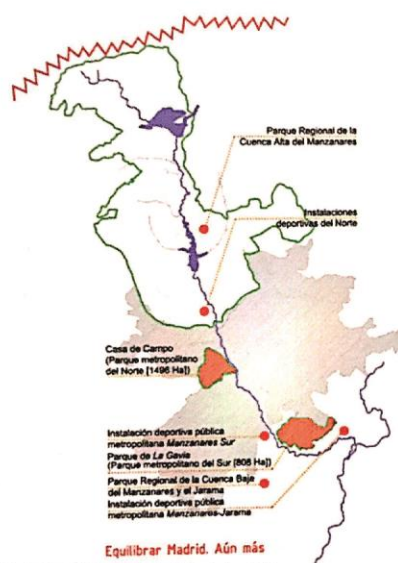 Parque Regional de la
Cuenca Alta del Manzanares
Instalaciones
deportivas del Norte
Casa de Campo
(Parque metropolitano
del Norte [1496 Ha])
Instalación deportiva pública
metropolitana Manzanares Sur
Parque de La Gavia
(Parque metropolitano del Sur [805 Ha])
Parque Regional de la Cuenca Baja
del Manzanares y el Jarama
Instalación deportiva pública
metropolitana Manzanares-Jarama
Equilibrar Madrid. Aún más